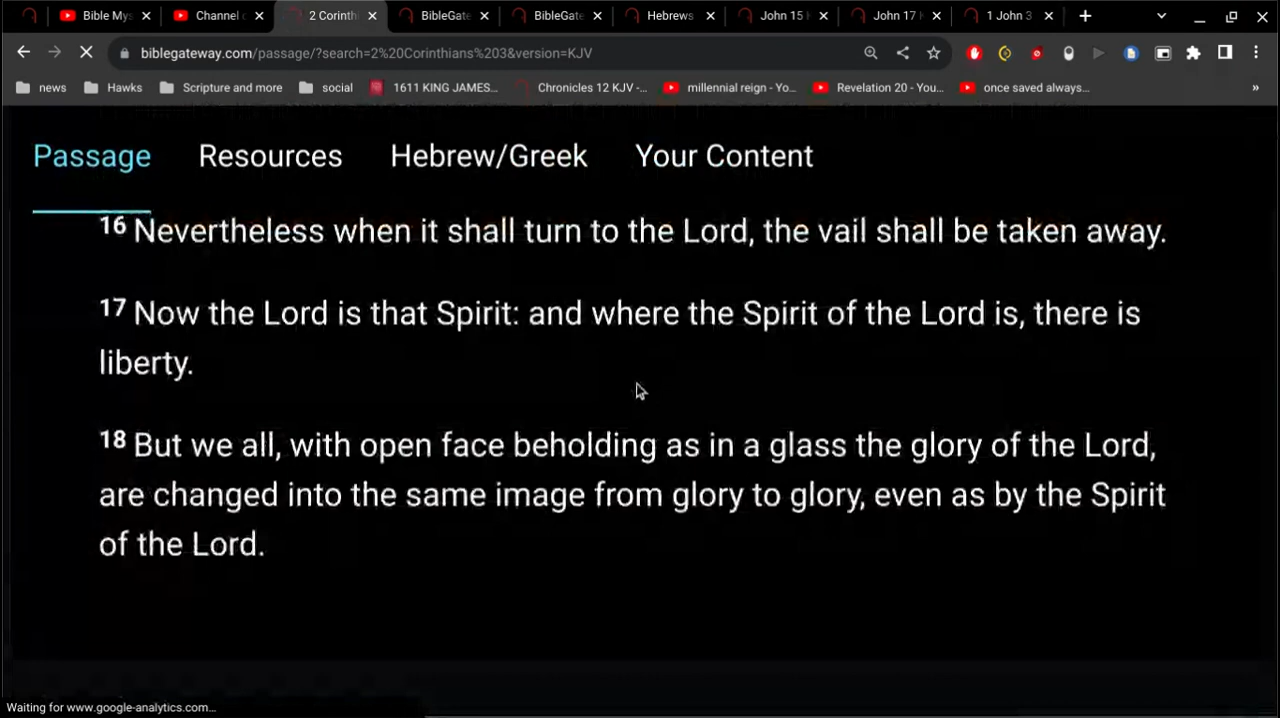 Bible My
Channel
2 Corinth
BibleGate
BibleGate
Hebrews
John 15
John 17
1 John 3
biblegateway.com/passage/?search=2%20Corinthians%203&version=KJV
news
Hawks
Scripture and more
social
1611 KING JAMES...
Chronicles 12 KJV -...
millennial reign - Yo...
Revelation 20 - You...
once saved always...
»
Passage Resources Hebrew/Greek Your Content
16 Nevertheless when it shall turn to the Lord, the vail shall be taken away.
17 Now the Lord is that Spirit: and where the Spirit of the Lord is, there is
liberty.
18 But we all, with open face beholding as in a glass the glory of the Lord,
are changed into the same image from glory to glory, even as by the Spirit
of the Lord.
Waiting for www.google-analytics.com...